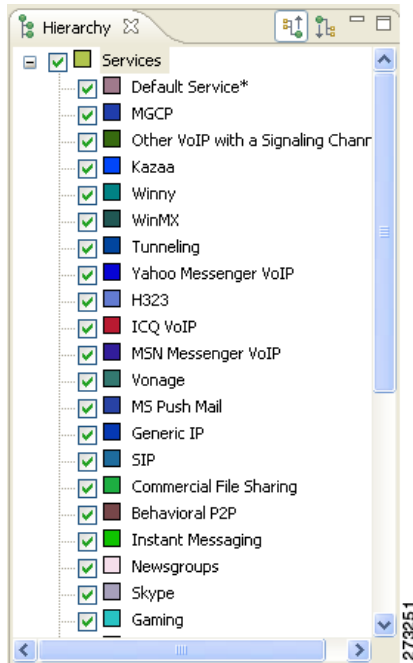 Hierarchy
Services
Default Service*
MGCP
Other VoIP with a Signaling Chanr
Kazaa
Winny
WinMX
Tunneling
Yahoo Messenger VoIP
H323
ICQ VoIP
MSN Messenger VoIP
Vonage
MS Push Mail
Generic IP
SIP
Commercial File Sharing
Behavioral P2P
Instant Messaging
Newsgroups
Skype
Gaming
273251